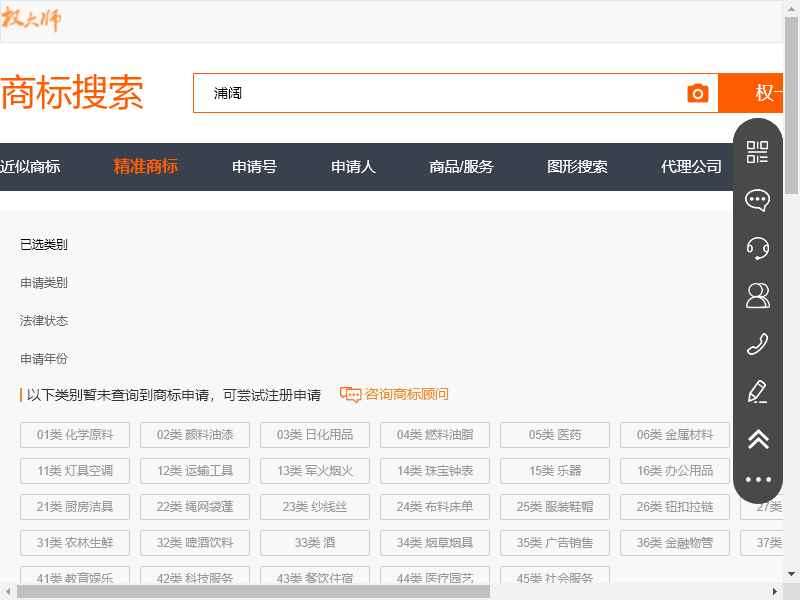 权大师
商标搜索
浦阔
权一
近似商标 精准商标 申请号 申请人 商品/服务 图形搜索 代理公司
已选类别
申请类别
法律状态
申请年份
以下类别暂未查询到商标申请，可尝试注册申请 咨询商标顾问
01类 化学原料 02类 颜料油漆 03类 日化用品 04类 燃料油脂 05类 医药 06类 金属材料
11类 灯具空调 12类 运输工具 13类 军火烟火 14类 珠宝钟表 15类 乐器 16类 办公用品
21类 厨房洁具 22类 绳网袋蓬 23类 纱线丝 24类 布料床单 25类 服装鞋帽 26类 钮扣拉链 27类
31类 农林生鲜 32类 啤酒饮料 33类 酒 34类 烟草烟具 35类 广告销售 36类 金融物管 37类
41类 教育娱乐 42类 科技服务 43类 餐饮住宿 44类 医疗园艺 45类 社会服务